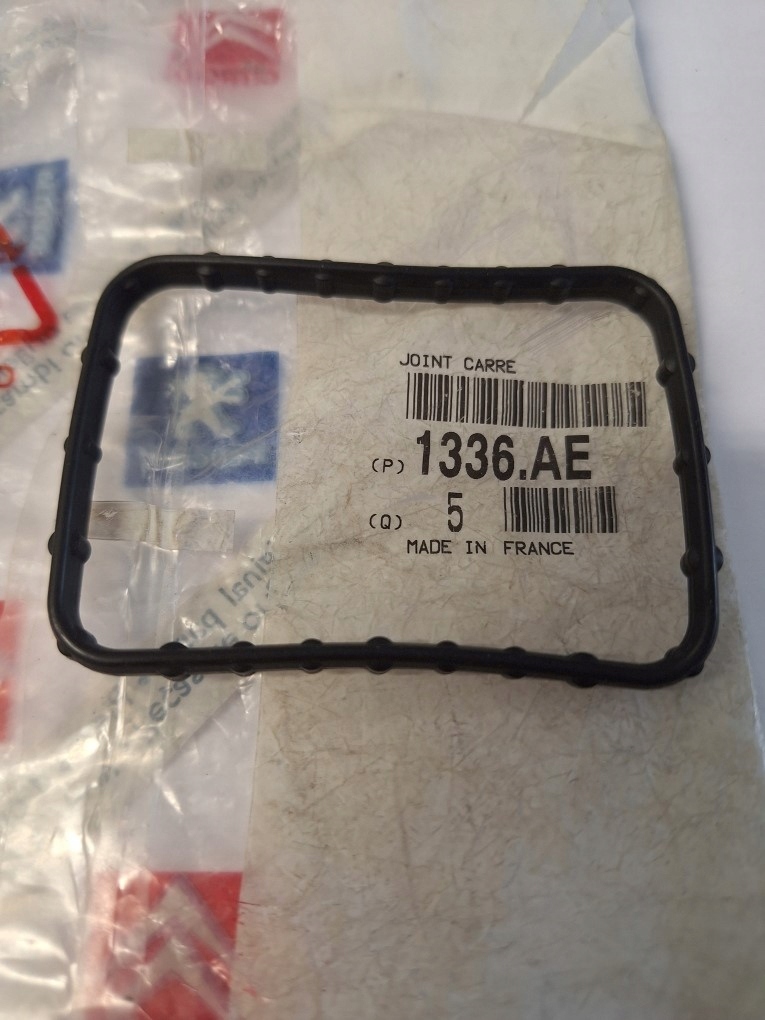 JOINT CARRE
(P) 1336.AE
(Q) 5
MADE IN FRANCE